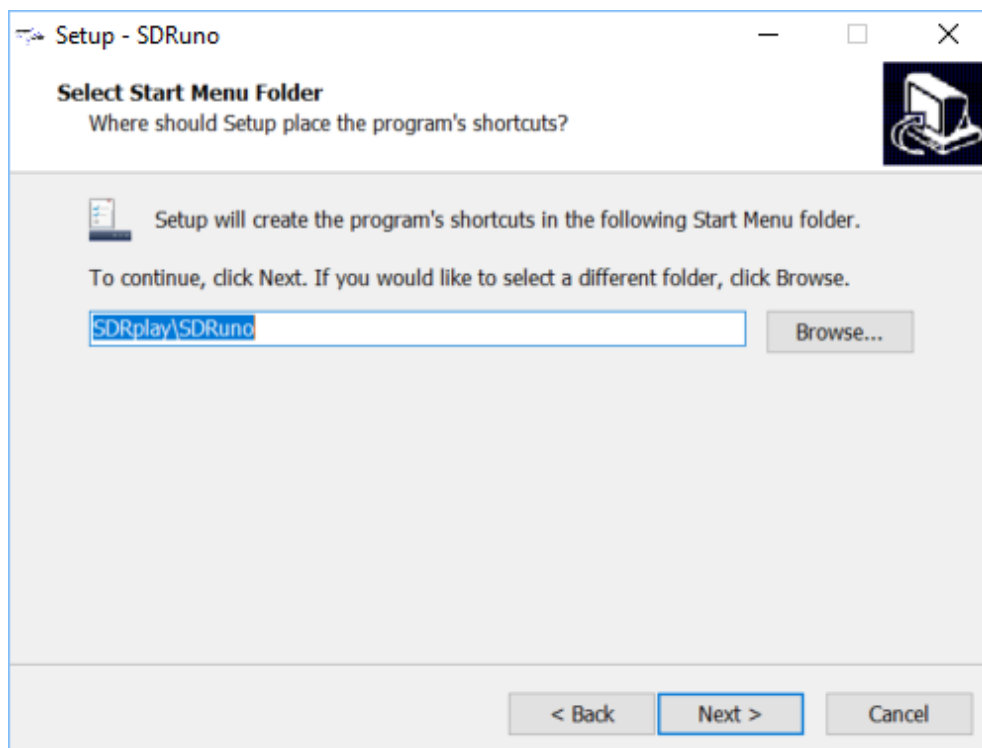 Setup - SDRuno
Select Start Menu Folder
Where should Setup place the program's shortcuts?
Setup will create the program's shortcuts in the following Start Menu folder.
To continue, click Next. If you would like to select a different folder, click Browse.
SDRplay\SDRuno
Browse...
< Back
Next >
Cancel